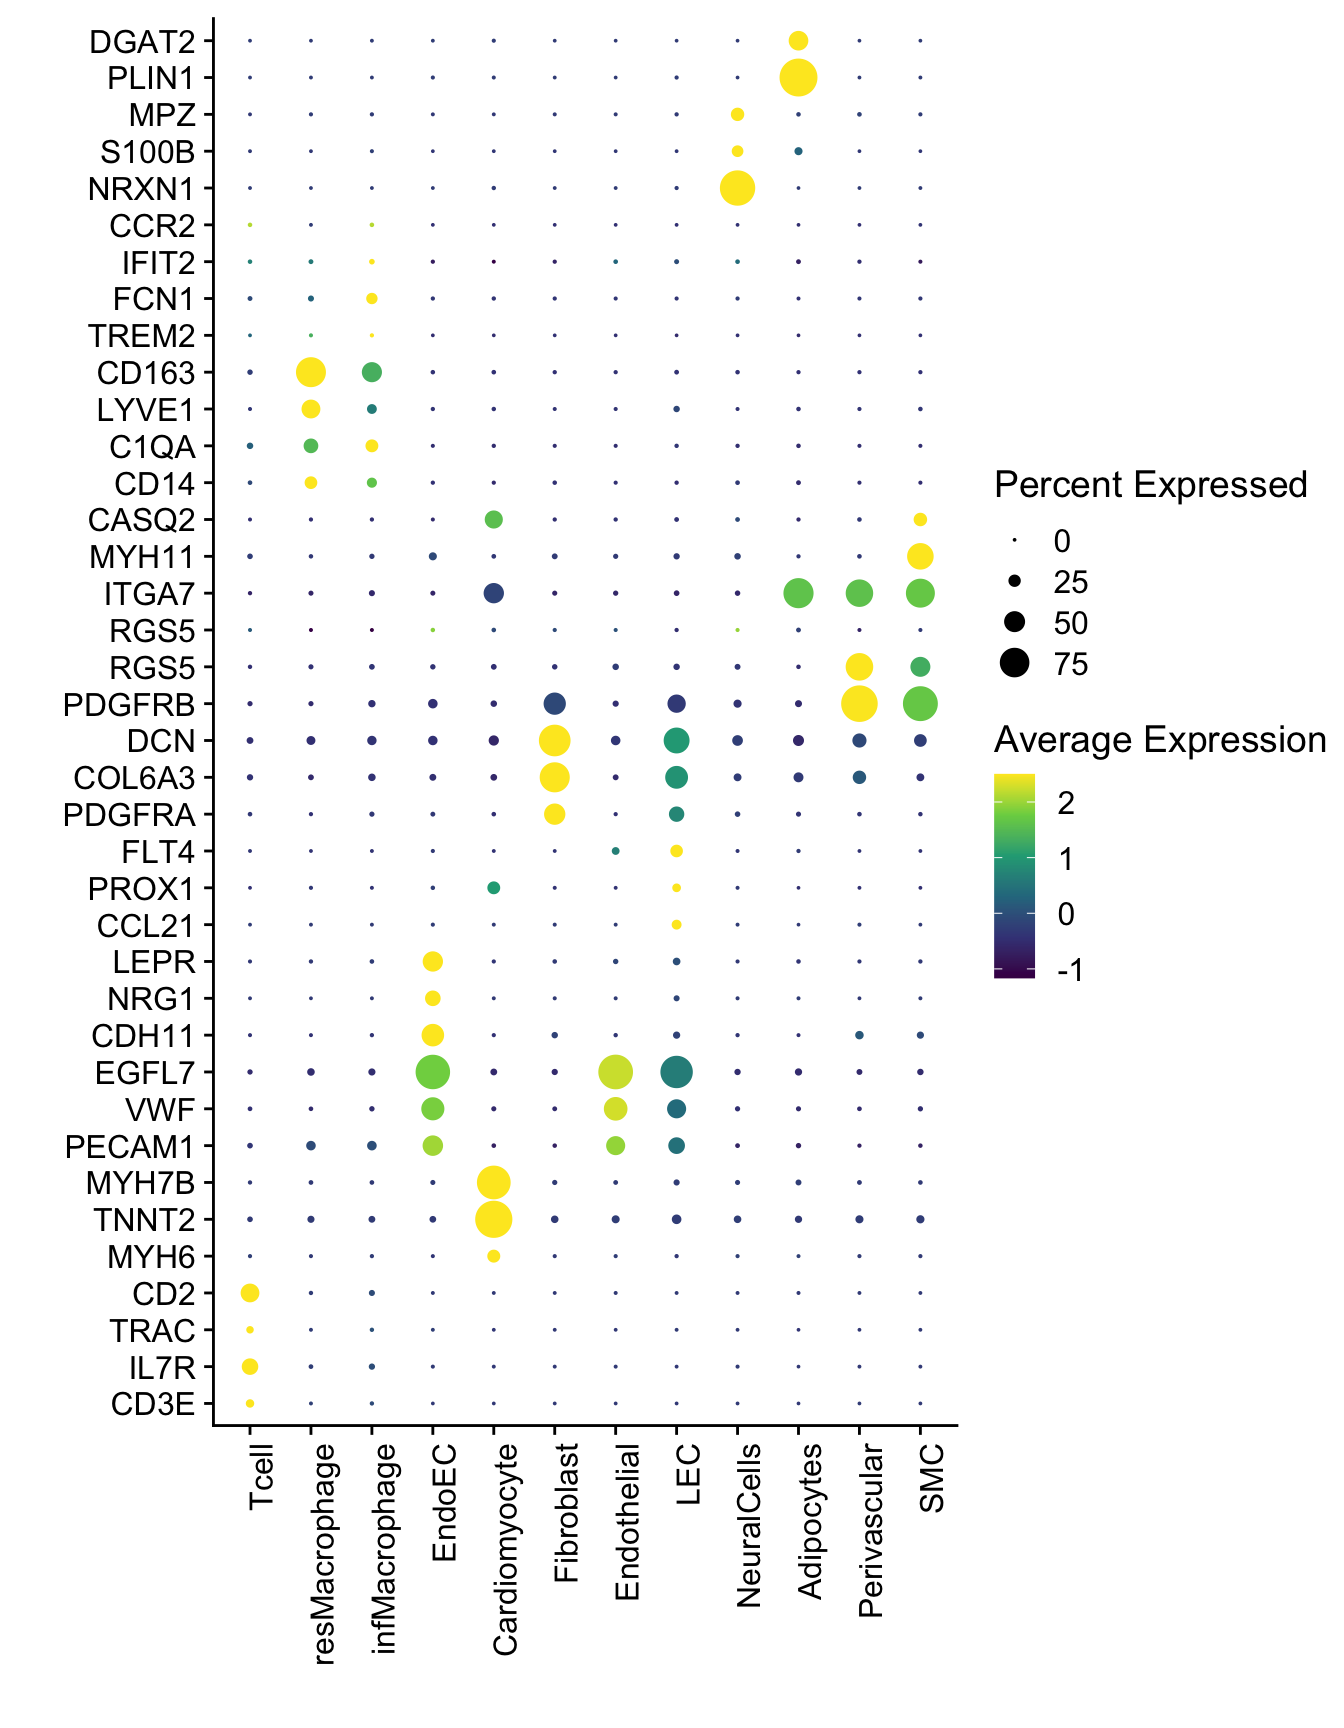 DGAT2
PLIN1
MPZ
S100B
NRXN1
CCR2
IFIT2
FCN1
TREM2
CD163
LYVE1
C1QA
CD14
CASQ2
MYH11
ITGA7
RGS5
RGS5
PDGFRB
DCN
COL6A3
PDGFRA
FLT4
PROX1
CCL21
LEPR
NRG1
CDH11
EGFL7
VWF
PECAM1
MYH7B
TNNT2
MYH6
CD2
TRAC
IL7R
CD3E
Tcell
resMacrophage
infMacrophage
EndoEC
Cardiomyocyte
Fibroblast
Endothelial
LEC
NeuralCells
Adipocytes
Perivascular
SMC
Percent Expressed
0
25
50
75
Average Expression
2
1
0
-1